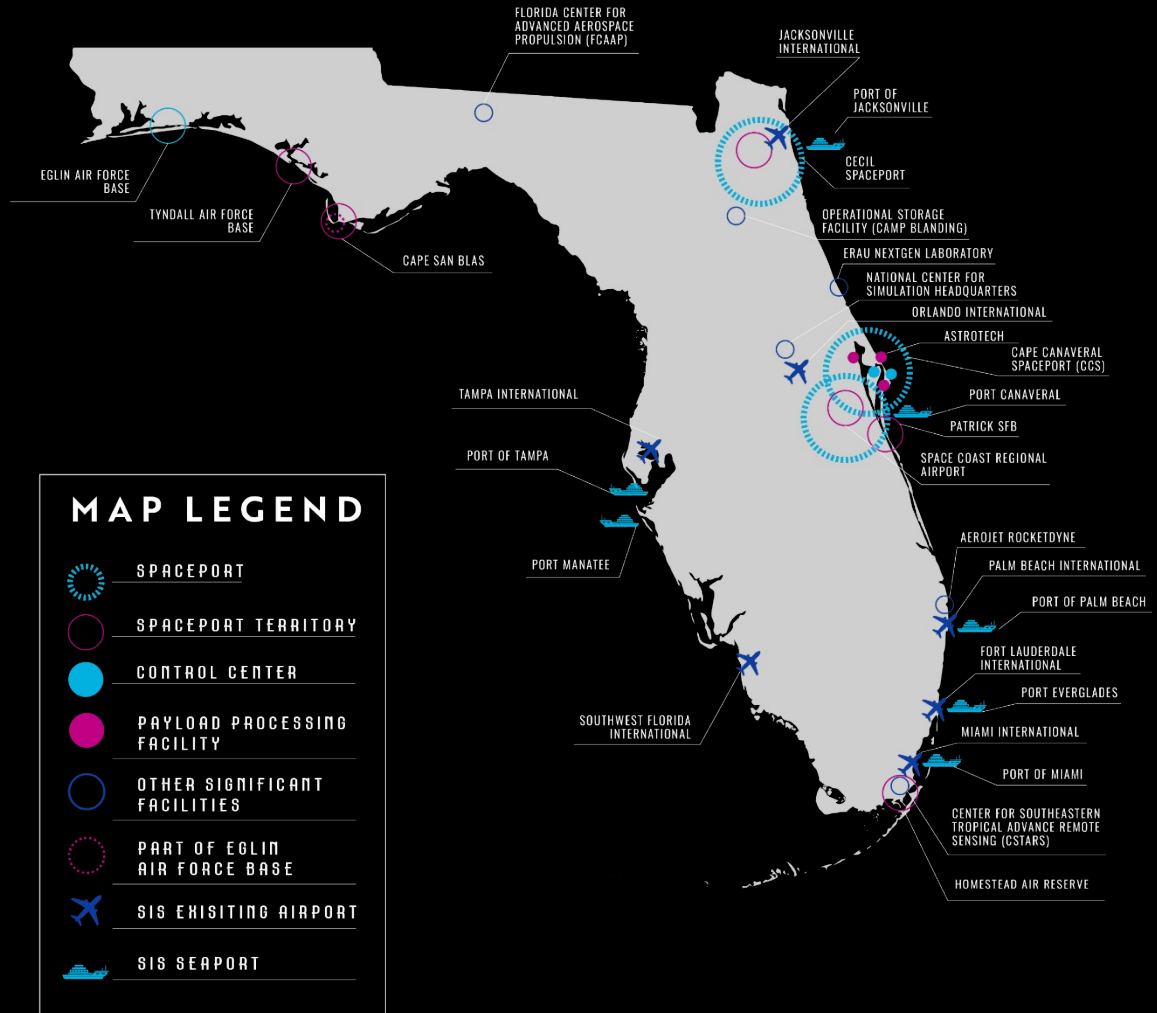 FLORIDA CENTER FOR
ADVANCED AEROSPACE
PROPULSION (FCAAP)
JACKSONVILLE
INTERNATIONAL
PORT OF
JACKSONVILLE
CECIL
SPACEPORT
EGLIN AIR FORCE
BASE
TYNDALL AIR FORCE
BASE
CAPE SAN BLAS
OPERATIONAL STORAGE
FACILITY (CAMP BLANDING)
ERAU NEXTGEN LABORATORY
NATIONAL CENTER FOR
SIMULATION HEADQUARTERS
ORLANDO INTERNATIONAL
ASTROTECH
CAPE CANAVERAL
SPACEPORT (CCS)
PORT CANAVERAL
PATRICK SFB
SPACE COAST REGIONAL
AIRPORT
TAMPA INTERNATIONAL
PORT OF TAMPA
PORT MANATEE
AEROJET ROCKETDYNE
PALM BEACH INTERNATIONAL
PORT OF PALM BEACH
FORT LAUDERDALE
INTERNATIONAL
PORT EVERGLADES
SOUTHWEST FLORIDA
INTERNATIONAL
MIAMI INTERNATIONAL
PORT OF MIAMI
CENTER FOR SOUTHEASTERN
TROPICAL ADVANCE REMOTE
SENSING (CSTARS)
HOMESTEAD AIR RESERVE
MAP LEGEND
SPACEPORT
SPACEPORT TERRITORY
CONTROL CENTER
PAYLOAD PROCESSING
FACILITY
OTHER SIGNIFICANT
FACILITIES
PART OF EGLIN
AIR FORCE BASE
SIS EXISITING AIRPORT
SIS SEAPORT